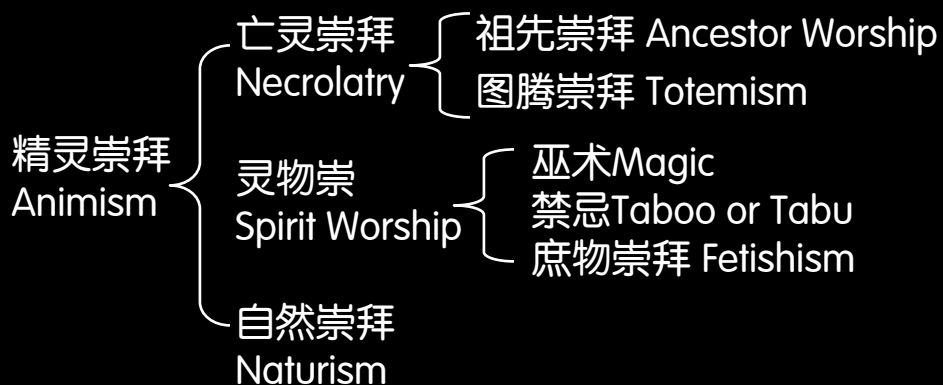 精灵崇拜
Animism
亡灵崇拜
Necrolatry
祖先崇拜 Ancestor Worship
图腾崇拜 Totemism
灵物崇
Spirit Worship
巫术Magic
禁忌Taboo or Tabu
庶物崇拜 Fetishism
自然崇拜
Naturism